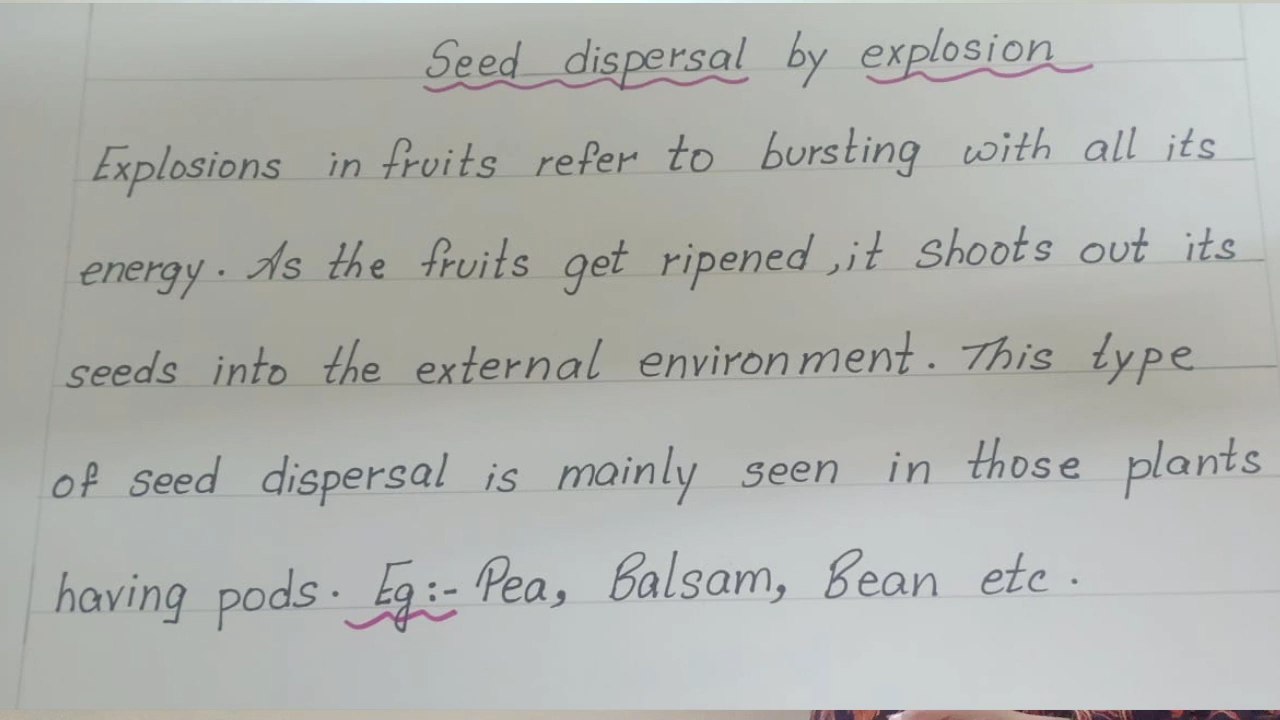 Seed dispersal by explosion
Explosions in fruits refer to bursting with all its
energy. As the fruits get ripened, it shoots out its
seeds into the external environment. This type
of seed dispersal is mainly seen in those plants
having pods. Eg:- Pea, Balsam, Bean etc.